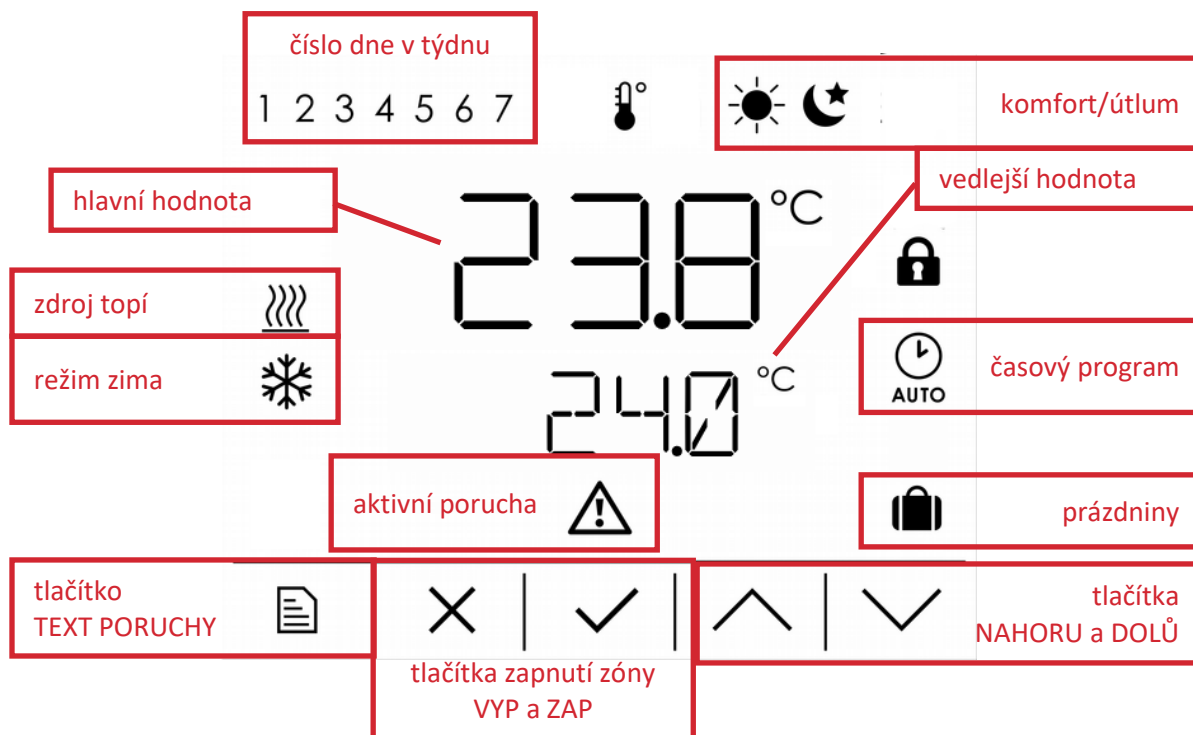 číslo dne v týdnu
1 2 3 4 5 6 7
komfort/útlum
vedlejší hodnota
hlavní hodnota
23.8 °C
zdroj topí
režim zima
24.0 °C
AUTO
časový program
aktivní porucha
prázdniny
tlačítko
TEXT PORUCHY
tlačítka zapnutí zóny
VYP a ZAP
tlačítka
NAHORU a DOLŮ